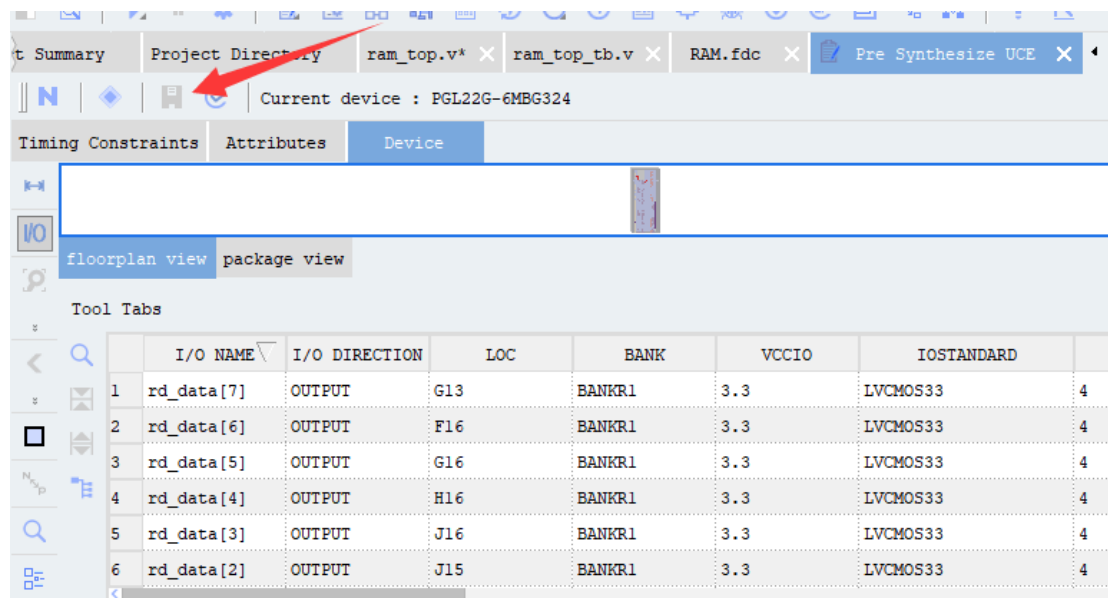 t Summary Project Directory ram_top.v* ram_top_tb.v RAM.fdc Pre Synthesize UCE
N Current device : PGL22G-6MBG324
Timing Constraints Attributes Device
I/O
floorplan view package view
Tool Tabs
I/O NAME I/O DIRECTION LOC BANK VCCIO IOSTANDARD
1 rd_data[7] OUTPUT G13 BANKR1 3.3 LVCMOS33 4
2 rd_data[6] OUTPUT F16 BANKR1 3.3 LVCMOS33 4
3 rd_data[5] OUTPUT G16 BANKR1 3.3 LVCMOS33 4
4 rd_data[4] OUTPUT H16 BANKR1 3.3 LVCMOS33 4
5 rd_data[3] OUTPUT J16 BANKR1 3.3 LVCMOS33 4
6 rd_data[2] OUTPUT J15 BANKR1 3.3 LVCMOS33 4